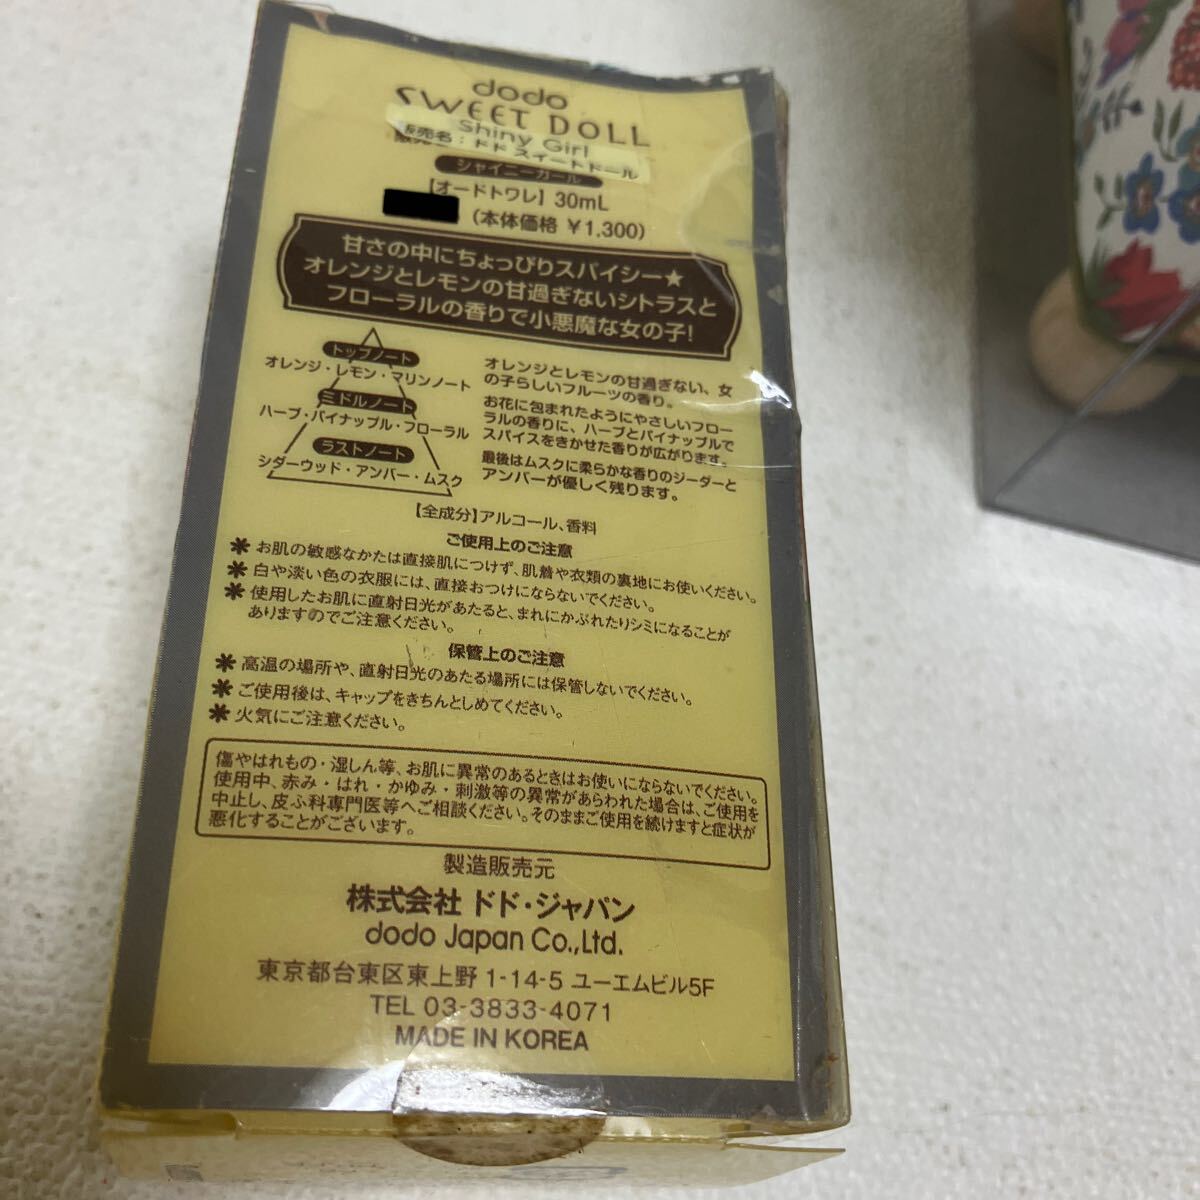 dodo
SWEET DOLL
Shiny Girl
販売名：ドド スィートドール
シャイニーガール
【オードトワレ】30mL
（本体価格 ¥1,300）
甘さの中にちょっぴりスパイシー★
オレンジとレモンの甘過ぎないシトラスと
フローラルの香りで小悪魔な女の子!
トップノート
オレンジ・レモン・マリンノート
ミドルノート
ハーブ・パイナップル・フローラル
ラストノート
シダーウッド・アンバー・ムスク
オレンジとレモンの甘過ぎない、女
の子らしいフルーツの香り。
お花に包まれたようにやさしいフロー
ラルの香りに、ハーブとパイナップルで
スパイスをきかせた香りが広がります。
最後はムスクに柔らかな香りのシーダーと
アンバーが優しく残ります。
【全成分】アルコール、香料
ご使用上のご注意
＊お肌の敏感なかたは直接肌につけず、肌着や衣類の裏地にお使いください。
＊白や淡い色の衣服には、直接おつけにならないでください。
＊使用したお肌に直射日光があたると、まれにかぶれたりシミになることが
ありますのでご注意ください。
保管上のご注意
＊高温の場所や、直射日光のあたる場所には保管しないでください。
＊ご使用後は、キャップをきちんとしめてください。
＊火気にご注意ください。
傷やはれもの・湿しん等、お肌に異常のあるときはお使いにならないでください。
使用中、赤み・はれ・かゆみ・刺激等の異常があらわれた場合は、ご使用を
中止し、皮ふ科専門医等へご相談ください。そのままご使用を続けますと症状が
悪化することがございます。
製造販売元
株式会社 ドド・ジャパン
dodo Japan Co.,Ltd.
東京都台東区東上野 1-14-5 ユーエムビル5F
TEL 03-3833-4071
MADE IN KOREA